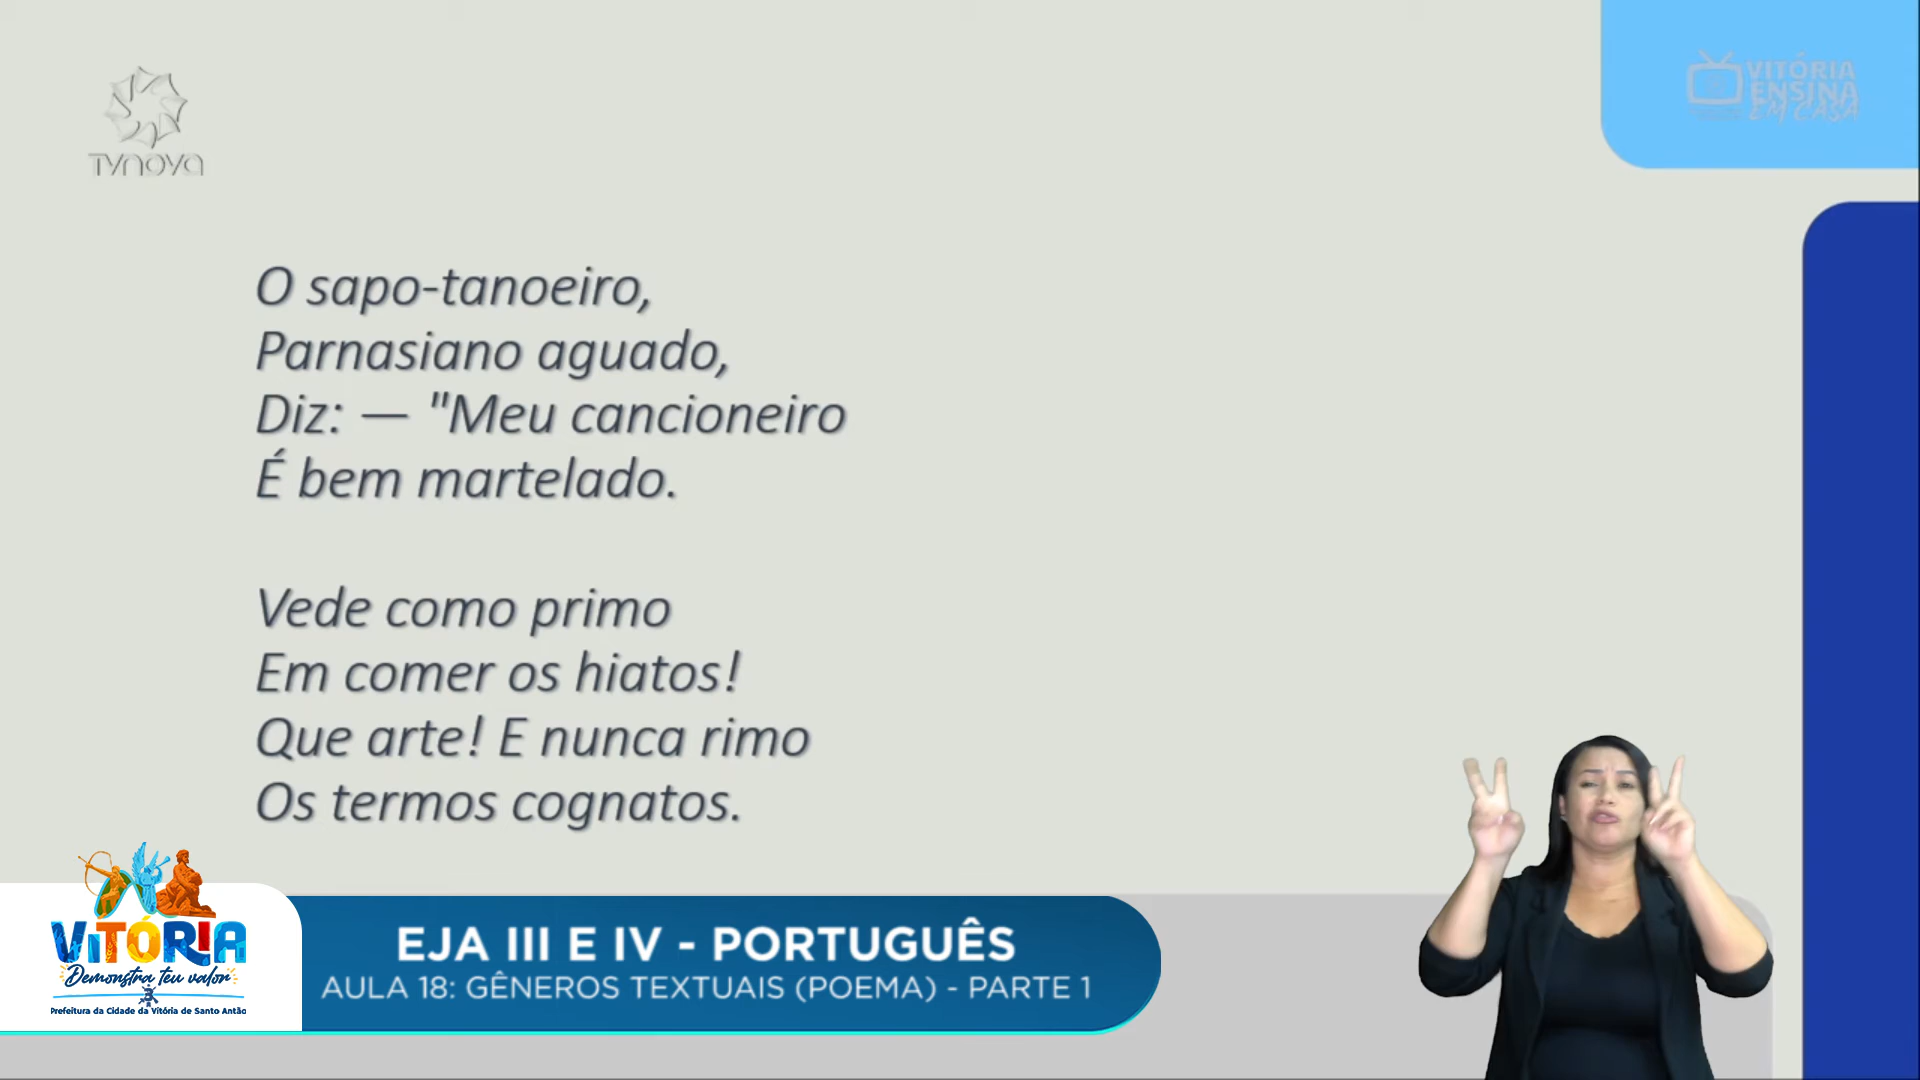 TVNOVA
VITÓRIA
ENSINA
EM CASA
O sapo-tanoeiro,
Parnasiano aguado,
Diz: — "Meu cancioneiro
É bem martelado.
Vede como primo
Em comer os hiatos!
Que arte! E nunca rimo
Os termos cognatos.
VITÓRIA
Demonstra teu valor
Prefeitura da Cidade da Vitória de Santo Antão
EJA III E IV - PORTUGUÊS
AULA 18: GÊNEROS TEXTUAIS (POEMA) - PARTE 1